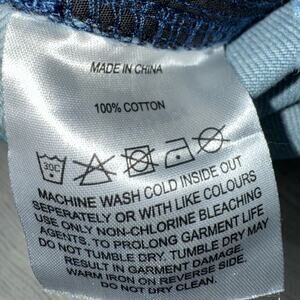 MADE IN CHINA
100% COTTON
30C
MACHINE WASH COLD INSIDE OUT
SEPERATELY OR WITH LIKE COLOURS
USE ONLY NON-CHLORINE BLEACHING
AGENTS. TO PROLONG GARMENT LIFE
DO NOT TUMBLE DRY. TUMBLE DRY MAY
RESULT IN GARMENT DAMAGE.
WARM IRON ON REVERSE SIDE.
DO NOT DRY CLEAN